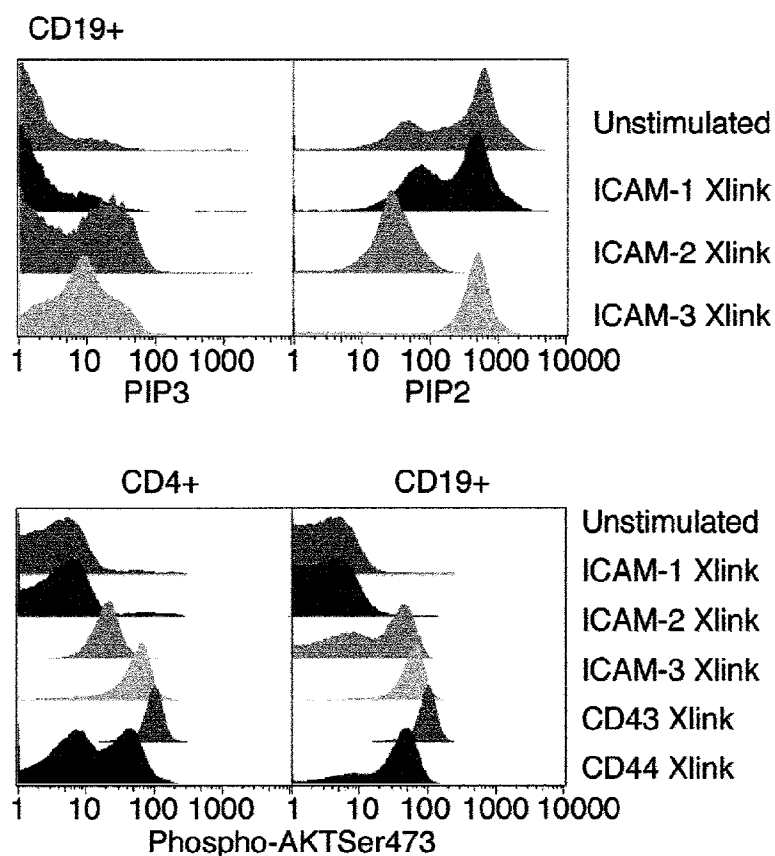 CD19+
Unstimulated
ICAM-1 Xlink
ICAM-2 Xlink
ICAM-3 Xlink
1 10 100 1000 1 10 100 1000 10000
PIP3 PIP2
CD4+ CD19+
Unstimulated
ICAM-1 Xlink
ICAM-2 Xlink
ICAM-3 Xlink
CD43 Xlink
CD44 Xlink
1 10 100 1000 1 10 100 1000 10000
Phospho-AKTSer473